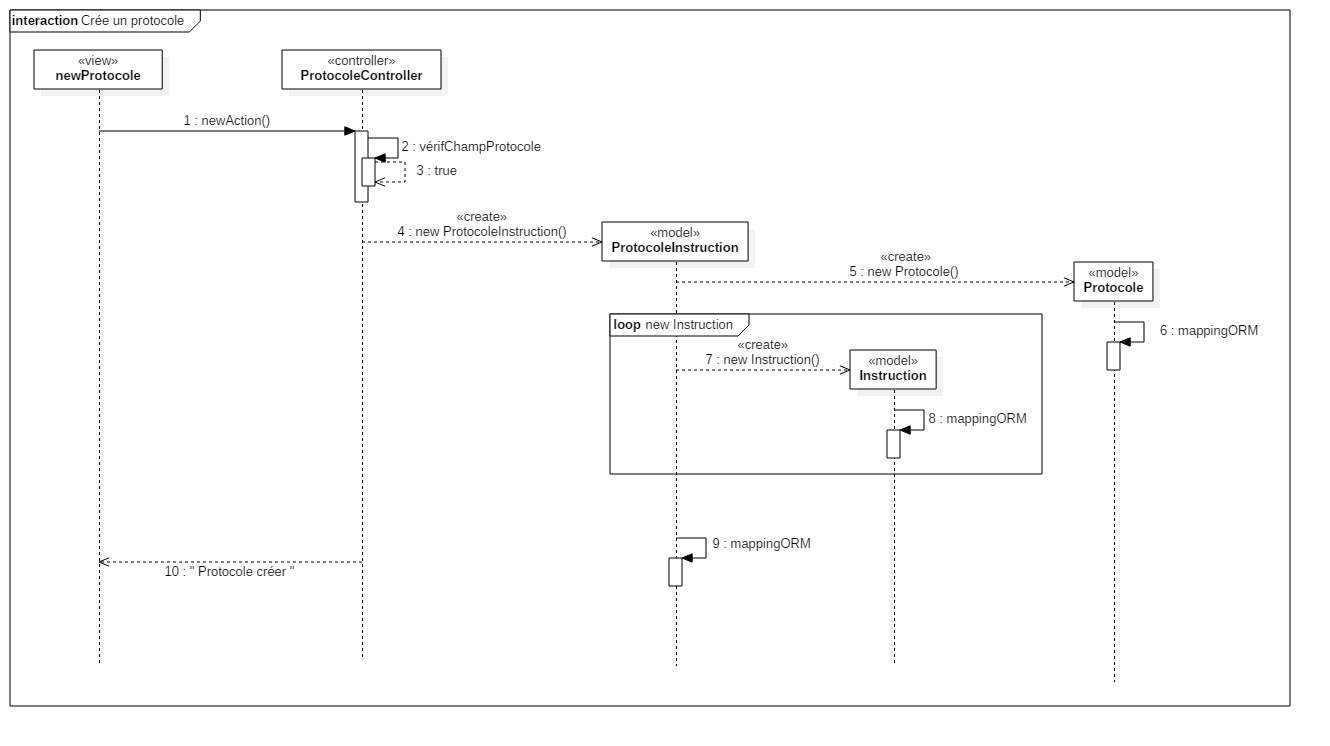 interaction Crée un protocole
«view»
newProtocole
«controller»
ProtocoleController
1 : newAction()
2 : vérifChampProtocole
3 : true
«create»
4 : new ProtocoleInstruction()
«model»
ProtocoleInstruction
«create»
5 : new Protocole()
«model»
Protocole
6 : mappingORM
loop new Instruction
«create»
7 : new Instruction()
«model»
Instruction
8 : mappingORM
9 : mappingORM
10 : " Protocole créer "